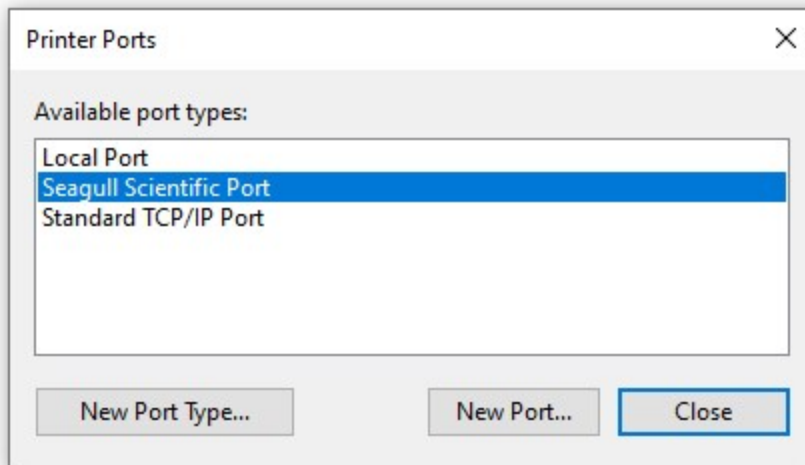 Printer Ports
Available port types:
Local Port
Seagull Scientific Port
Standard TCP/IP Port
New Port Type... New Port... Close